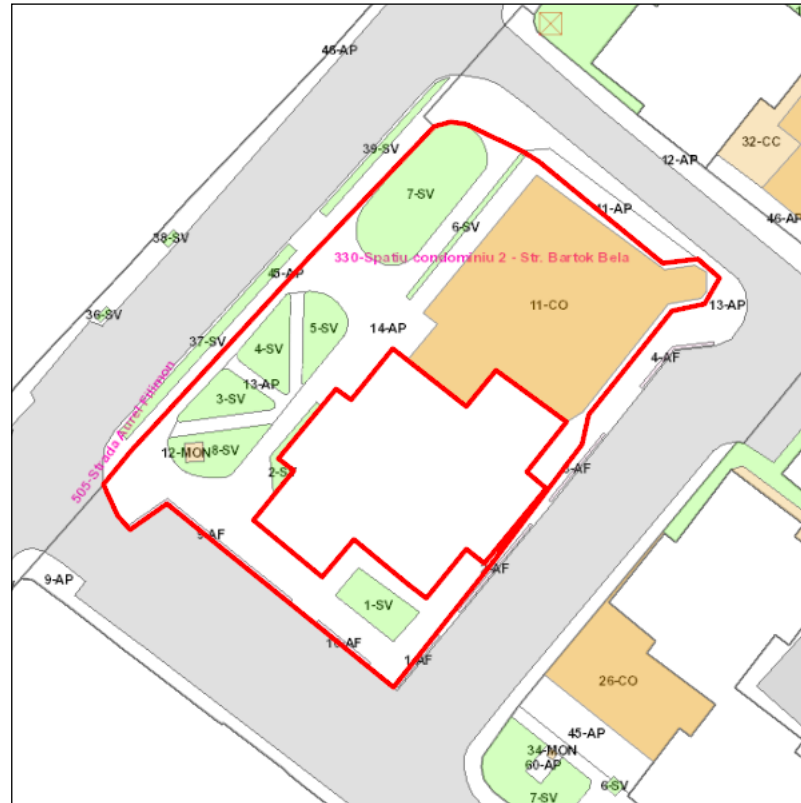 46-AP
32-CC
12-AP
39-SV
7-SV
46-AP
11-AP
6-SV
38-SV
330-Spatiu condominiu 2 - Str. Bartok Bela
45-AP
11-CO
13-AP
36-SV
5-SV
14-AP
37-SV
4-SV
4-AF
13-AP
3-SV
505-Strada Aurel Filimon
12-MON
8-SV
2-SV
3-AF
9-AF
9-AP
1-SV
10-AF
1-AF
26-CO
45-AP
34-MON
60-AP
6-SV
7-SV